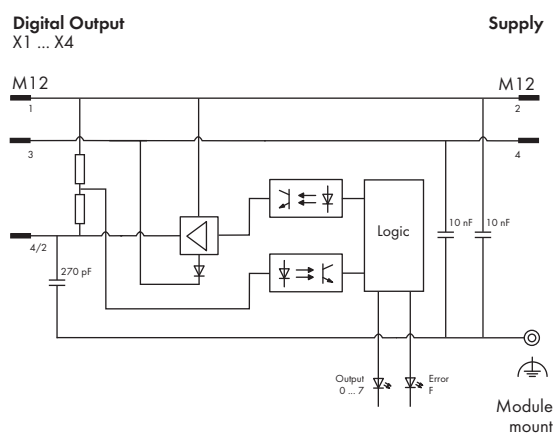 Digital Output
X1 ... X4
Supply
M12
M12
1
2
3
4
10 nF
10 nF
Logic
4/2
270 pF
Output
0 ... 7
Error
F
Module
mount